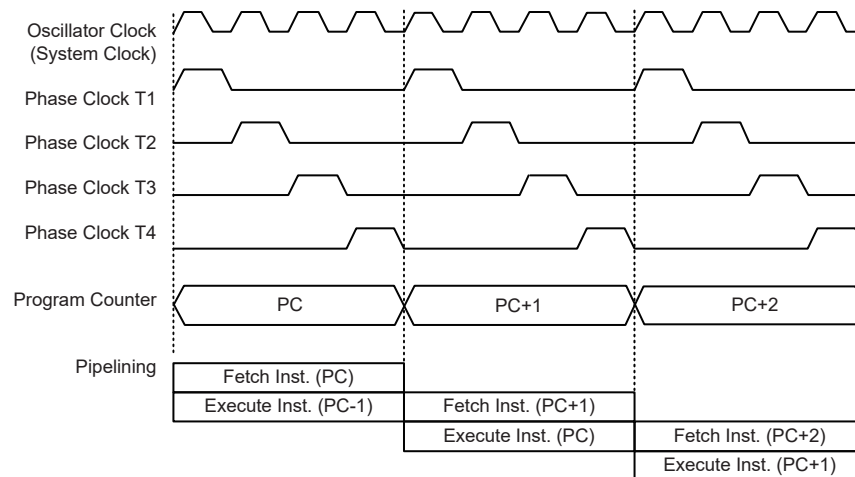 Oscillator Clock
(System Clock)
Phase Clock T1
Phase Clock T2
Phase Clock T3
Phase Clock T4
Program Counter
PC
PC+1
PC+2
Pipelining
Fetch Inst. (PC)
Execute Inst. (PC-1)
Fetch Inst. (PC+1)
Execute Inst. (PC)
Fetch Inst. (PC+2)
Execute Inst. (PC+1)